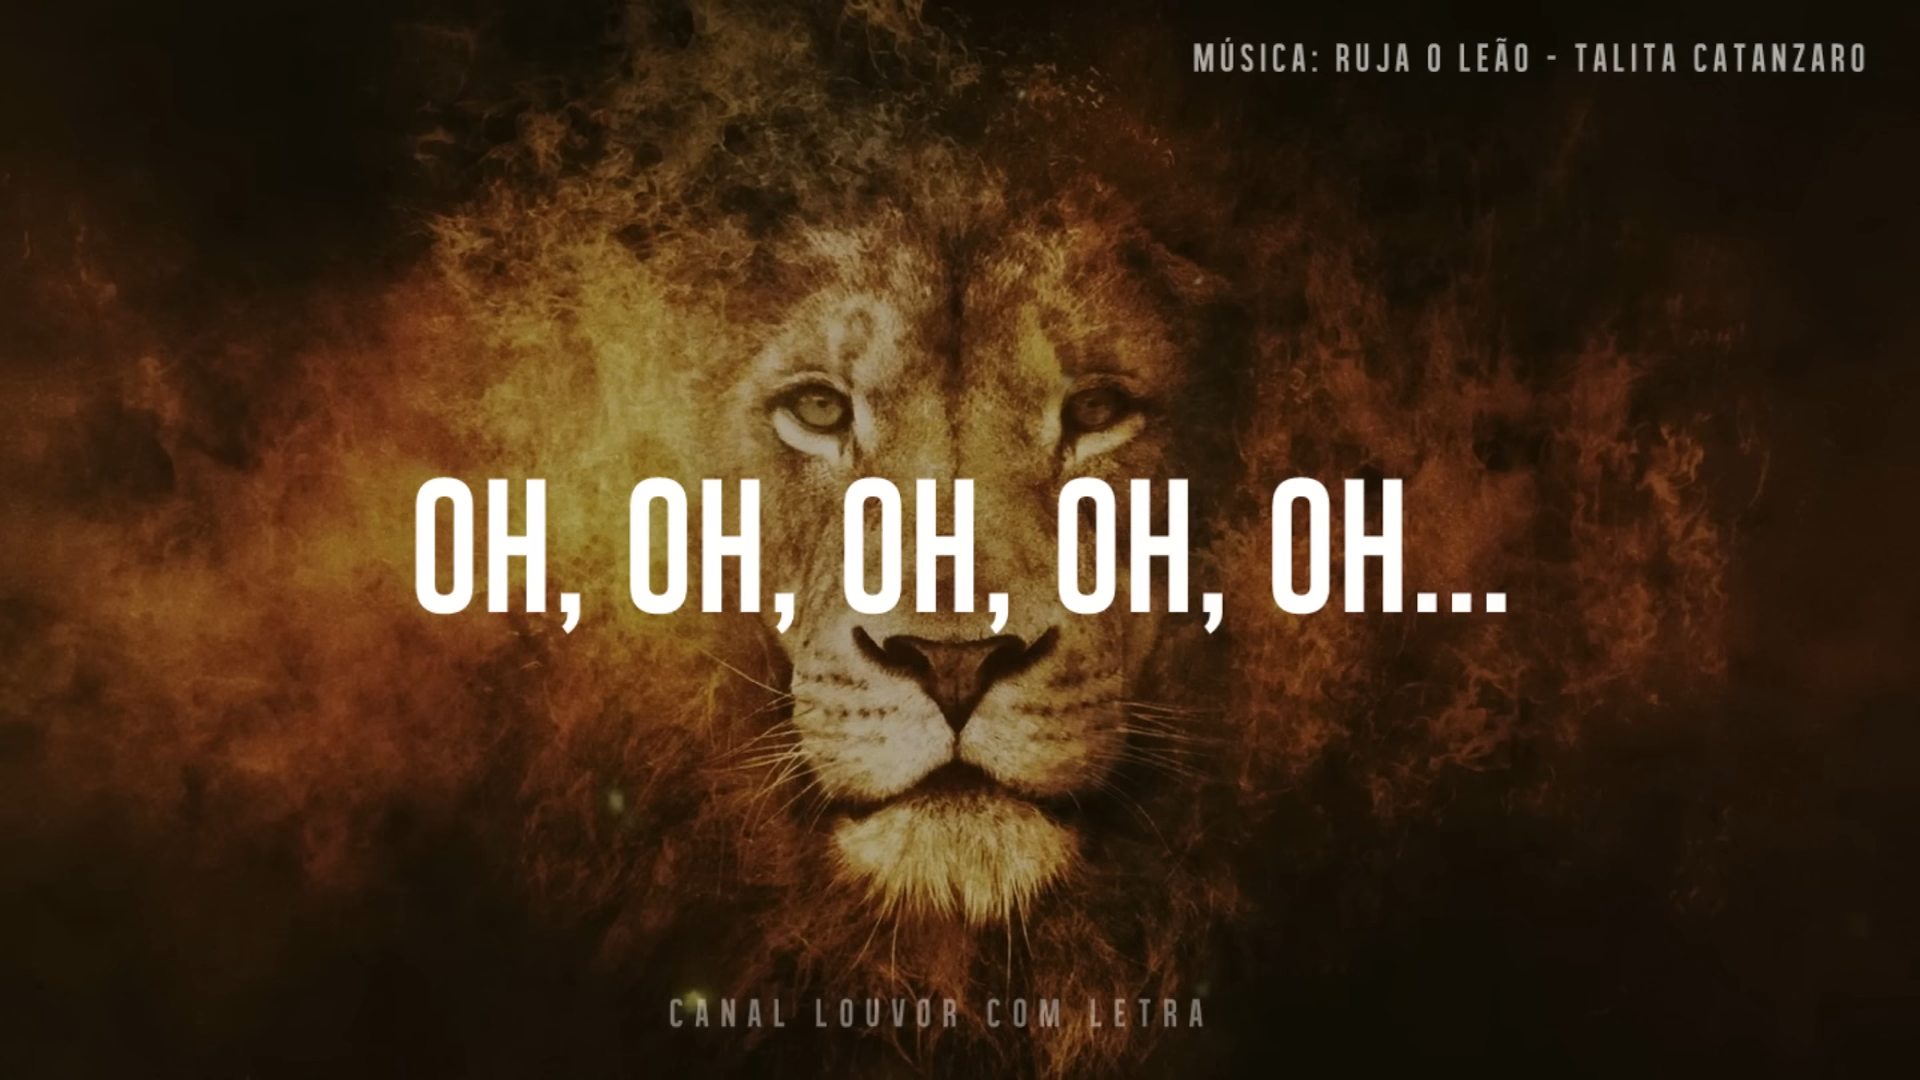 MÚSICA: RUJA O LEÃO - TALITA CATANZARO
OH, OH, OH, OH, OH...
CANAL LOUVOR COM LETRA